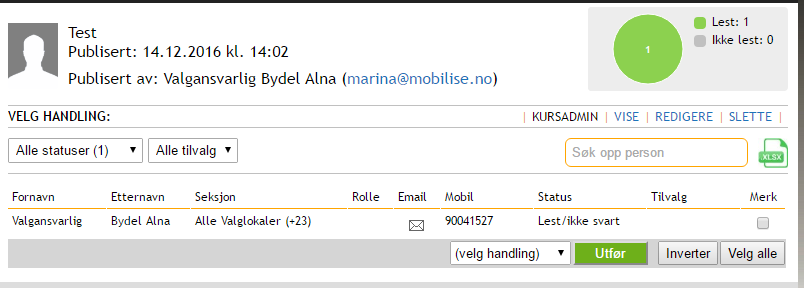 Test
Publisert: 14.12.2016 kl. 14:02
Publisert av: Valgansvarlig Bydel Alna (marina@mobilise.no)
1
Lest: 1
Ikke lest: 0
VELG HANDLING: | KURSADMIN | VISE | REDIGERE | SLETTE |
Alle statuser (1) Alle tilvalg Søk opp person .XLSX
Fornavn Etternavn Seksjon Rolle Email Mobil Status Tilvalg Merk
Valgansvarlig Bydel Alna Alle Valglokaler (+23) 90041527 Lest/ikke svart
(velg handling) Utfør Inverter Velg alle